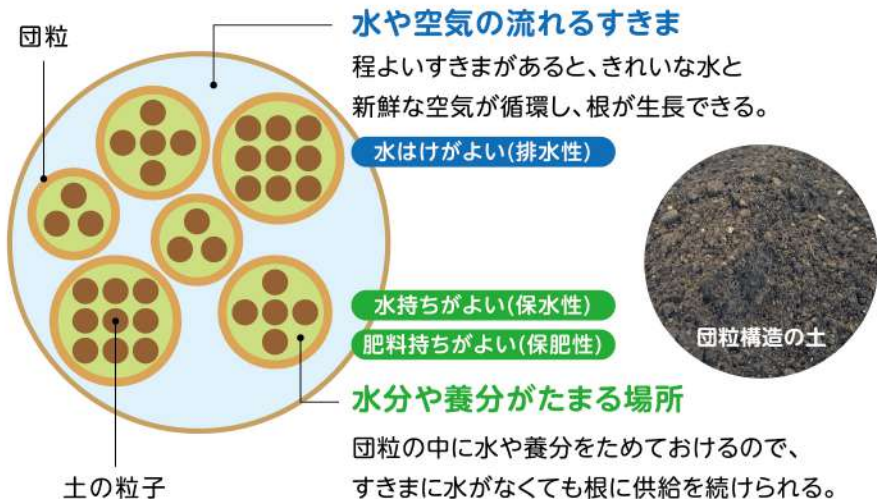 団粒
水や空気の流れるすきま
程よいすきまがあると、きれいな水と
新鮮な空気が循環し、根が生長できる。
水はけがよい(排水性)
水持ちがよい(保水性)
肥料持ちがよい(保肥性)
団粒構造の土
水分や養分がたまる場所
団粒の中に水や養分をためておけるので、
すきまに水がなくても根に供給を続けられる。
土の粒子